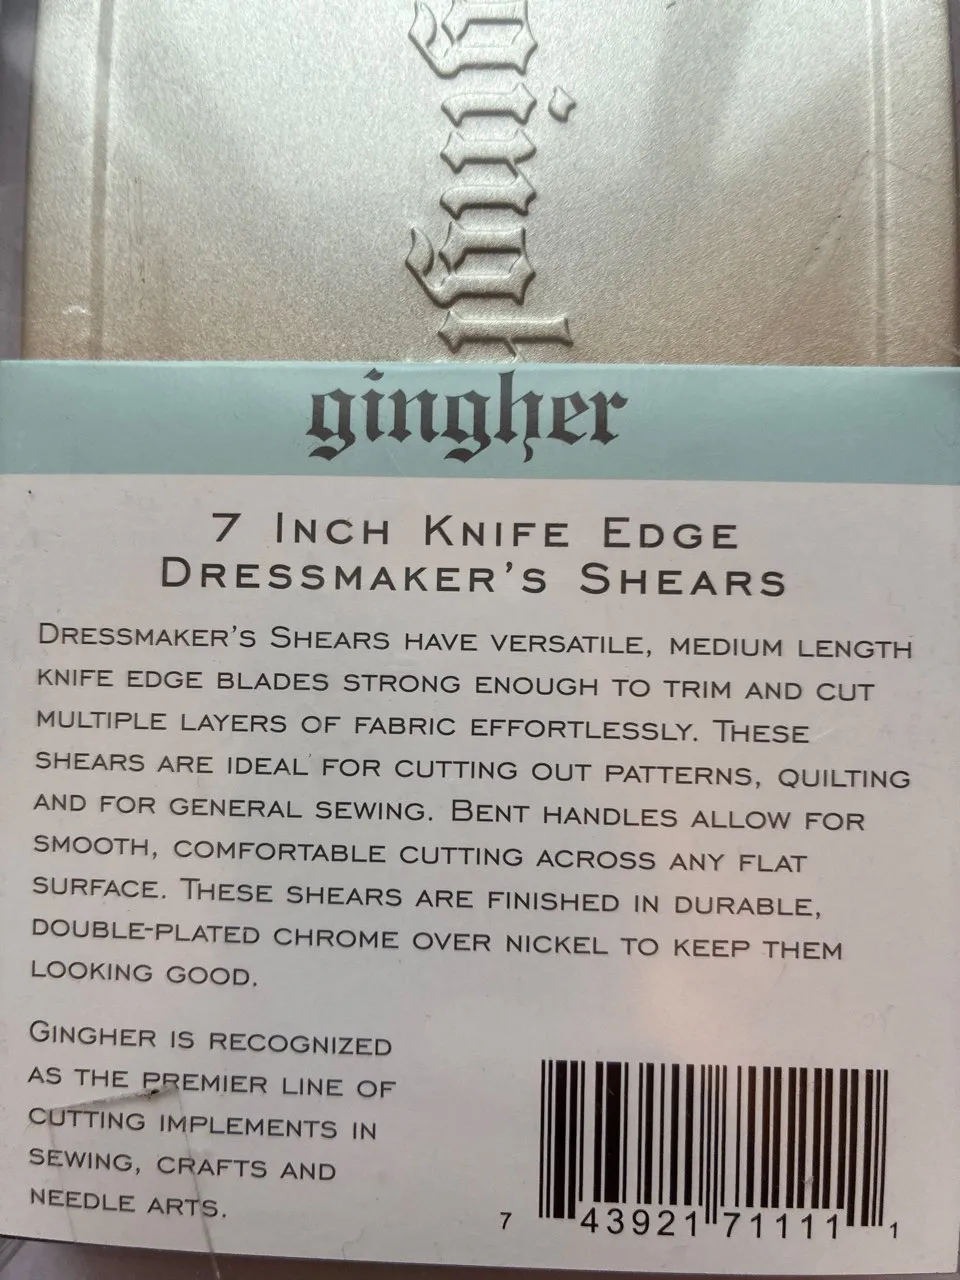 gingh
gingher
7 Inch Knife Edge
Dressmaker's Shears
Dressmaker's Shears have versatile, medium length
knife edge blades strong enough to trim and cut
multiple layers of fabric effortlessly. These
shears are ideal for cutting out patterns, quilting
and for general sewing. Bent handles allow for
smooth, comfortable cutting across any flat
surface. These shears are finished in durable,
double-plated chrome over nickel to keep them
looking good.
Gingher is recognized
as the premier line of
cutting implements in
sewing, crafts and
needle arts.
7 43921 71111 1